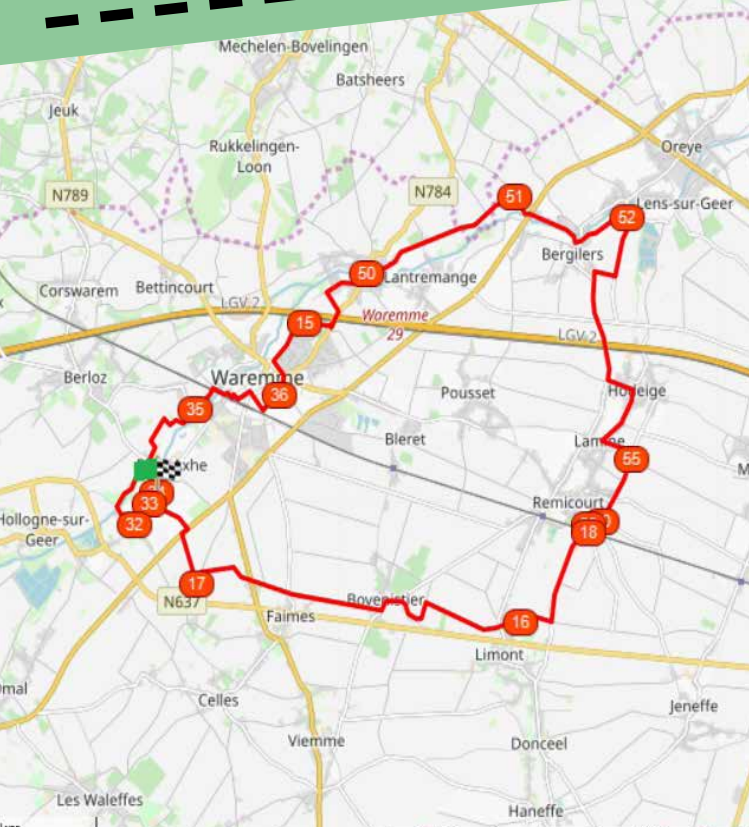 Mechelen-Bovelingen
Batsheers
Jeuk
Rukkelingen-
Loon
Oreye
N789
N784
51
52
Lens-sur-Geer
Bergilers
50
Lantremange
Corswarem
Bettincourt
LGV 2
15
Waremme
29
LGV 2
Berloz
Waremme
36
Pousset
Hodeige
35
Bleret
Lamine
55
xhe
33
32
Hollogne-sur-
Geer
Remicourt
18
17
N637
Faimes
Bovenistier
16
Limont
Celles
Jeneffe
Viemme
Donceel
Les Waleffes
Haneffe